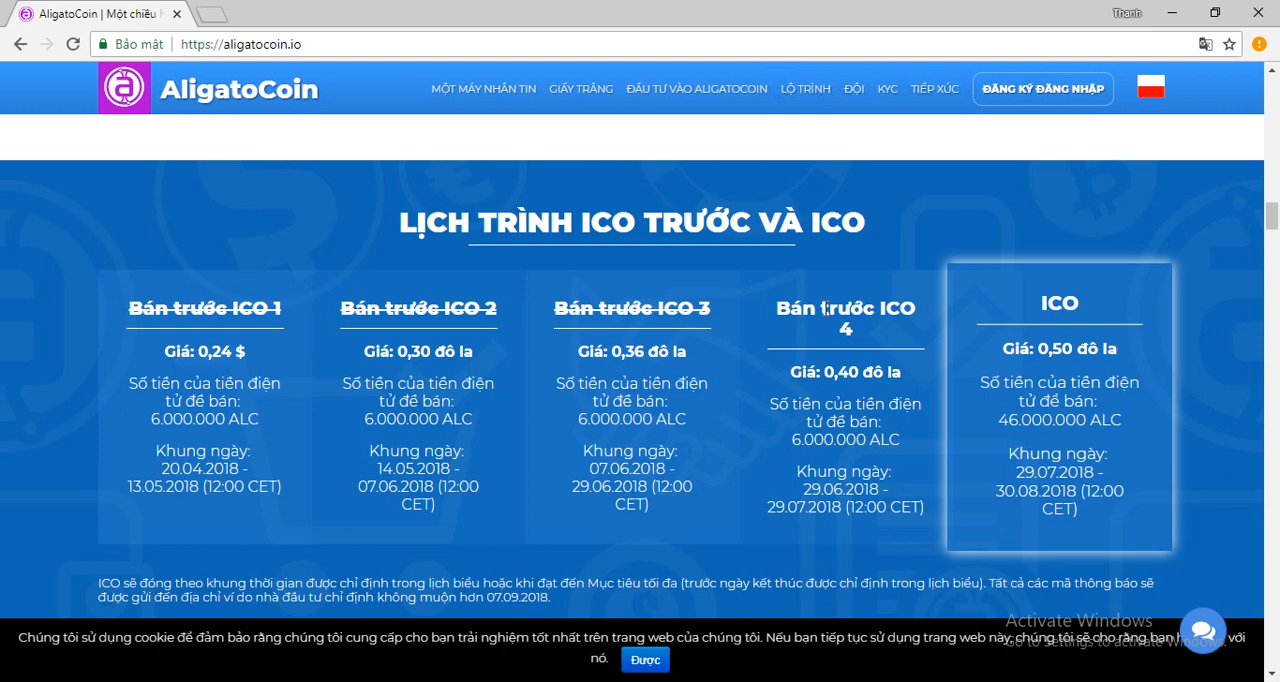 AligatoCoin | Một chiều
Thanh
Bảo mật
https://aligatocoin.io
AligatoCoin
MỘT MÁY NHẮN TIN
GIẤY TRẮNG
ĐẦU TƯ VÀO ALIGATOCOIN
LỘ TRÌNH
ĐỘI
KYC
TIẾP XÚC
ĐĂNG KÝ ĐĂNG NHẬP
LỊCH TRÌNH ICO TRƯỚC VÀ ICO
Bán trước ICO 1
Giá: 0,24 $
Số tiền của tiền điện
tử để bán:
6.000.000 ALC
Khung ngày:
20.04.2018 -
13.05.2018 (12:00 CET)
Bán trước ICO 2
Giá: 0,30 đô la
Số tiền của tiền điện
tử để bán:
6.000.000 ALC
Khung ngày:
14.05.2018 -
07.06.2018 (12:00
CET)
Bán trước ICO 3
Giá: 0,36 đô la
Số tiền của tiền điện
tử để bán:
6.000.000 ALC
Khung ngày:
07.06.2018 -
29.06.2018 (12:00
CET)
Bán trước ICO
4
Giá: 0,40 đô la
Số tiền của tiền điện
tử để bán:
6.000.000 ALC
Khung ngày:
29.06.2018 -
29.07.2018 (12:00 CET)
ICO
Giá: 0,50 đô la
Số tiền của tiền điện
tử để bán:
46.000.000 ALC
Khung ngày:
29.07.2018 -
30.08.2018 (12:00
CET)
ICO sẽ đóng theo khung thời gian được chỉ định trong lịch biểu hoặc khi đạt đến Mục tiêu tối đa (trước ngày kết thúc được chỉ định trong lịch biểu). Tất cả các mã thông báo sẽ
được gửi đến địa chỉ ví do nhà đầu tư chỉ định không muộn hơn 07.09.2018.
Activate Windows
Go to Settings to activate Windows.
Chúng tôi sử dụng cookie để đảm bảo rằng chúng tôi cung cấp cho bạn trải nghiệm tốt nhất trên trang web của chúng tôi. Nếu bạn tiếp tục sử dụng trang web này, chúng tôi sẽ cho rằng bạn với
nó.
Được